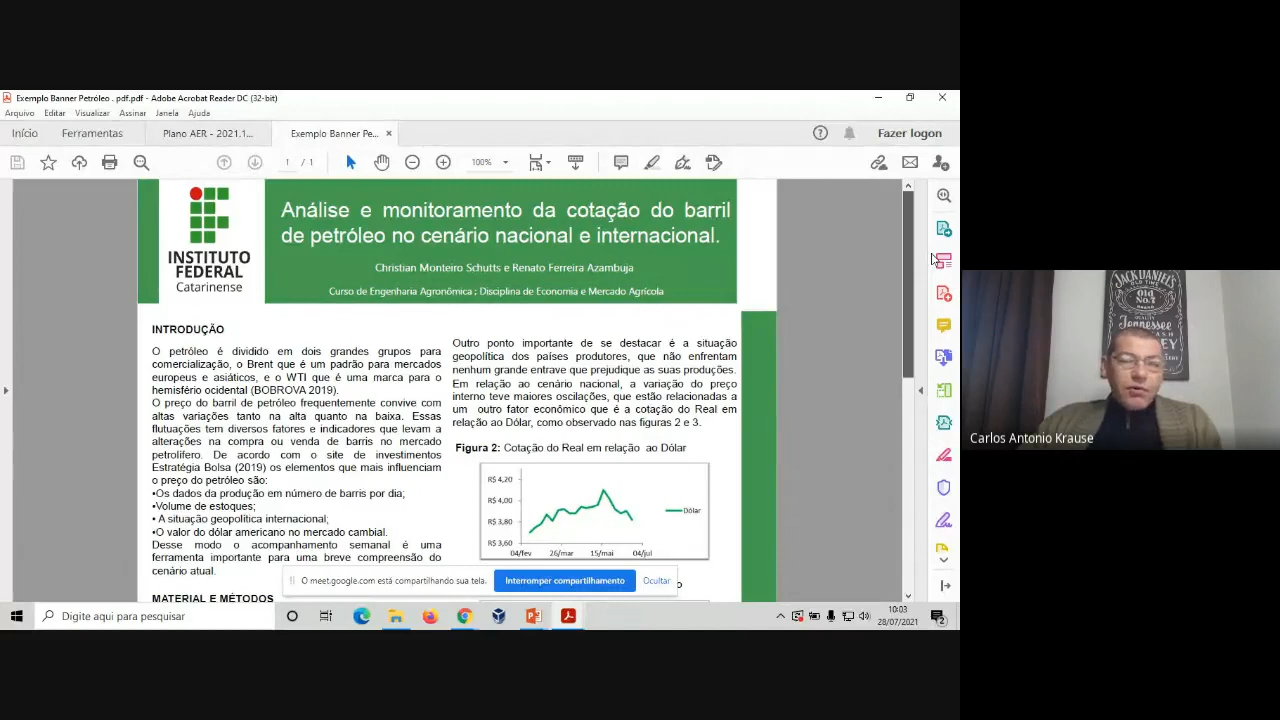 Exemplo Banner Petróleo . pdf.pdf - Adobe Acrobat Reader DC (32-bit)
Arquivo Editar Visualizar Assinar Janela Ajuda
Início Ferramentas Plano AER - 2021.1... Exemplo Banner Pe... × Fazer logon
1 / 1 100%
INSTITUTO
FEDERAL
Catarinense
Análise e monitoramento da cotação do barril
de petróleo no cenário nacional e internacional.
Christian Monteiro Schutts e Renato Ferreira Azambuja
Curso de Engenharia Agronômica ; Disciplina de Economia e Mercado Agrícola
INTRODUÇÃO
O petróleo é dividido em dois grandes grupos para
comercialização, o Brent que é um padrão para mercados
europeus e asiáticos, e o WTI que é uma marca para o
hemisfério ocidental (BOBROVA 2019).
O preço do barril de petróleo frequentemente convive com
altas variações tanto na alta quanto na baixa. Essas
flutuações tem diversos fatores e indicadores que levam a
alterações na compra ou venda de barris no mercado
petrolífero. De acordo com o site de investimentos
Estratégia Bolsa (2019) os elementos que mais influenciam
o preço do petróleo são:
•Os dados da produção em número de barris por dia;
•Volume de estoques;
• A situação geopolítica internacional;
•O valor do dólar americano no mercado cambial.
Desse modo o acompanhamento semanal é uma
ferramenta importante para uma breve compreensão do
cenário atual.
MATERIAL E MÉTODOS
Outro ponto importante de se destacar é a situação
geopolítica dos países produtores, que não enfrentam
nenhum grande entrave que prejudique as suas produções.
Em relação ao cenário nacional, a variação do preço
interno teve maiores oscilações, que estão relacionadas a
um outro fator econômico que é a cotação do Real em
relação ao Dólar, como observado nas figuras 2 e 3.
Figura 2: Cotação do Real em relação ao Dólar
R$ 4,20
R$ 4,00
R$ 3,80
R$ 3,60
04/fev 26/mar 15/mai 04/jul
Dólar
O meet.google.com está compartilhando sua tela. Interromper compartilhamento Ocultar
Digite aqui para pesquisar
10:03
28/07/2021
2
JACK DANIEL'S
Old
No. 7
Tennessee
Carlos Antonio Krause